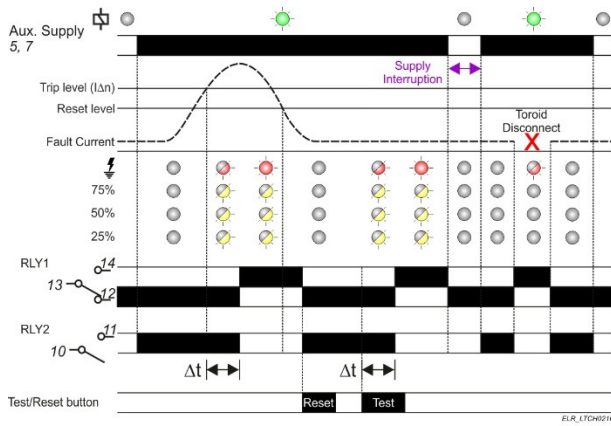 Aux. Supply
5, 7
Supply
Interruption
Trip level (IΔn)
Reset level
Toroid
Disconnect
Fault Current
X
75%
50%
25%
RLY1
14
13
12
RLY2
11
10
Δt
Δt
Test/Reset button
Reset
Test